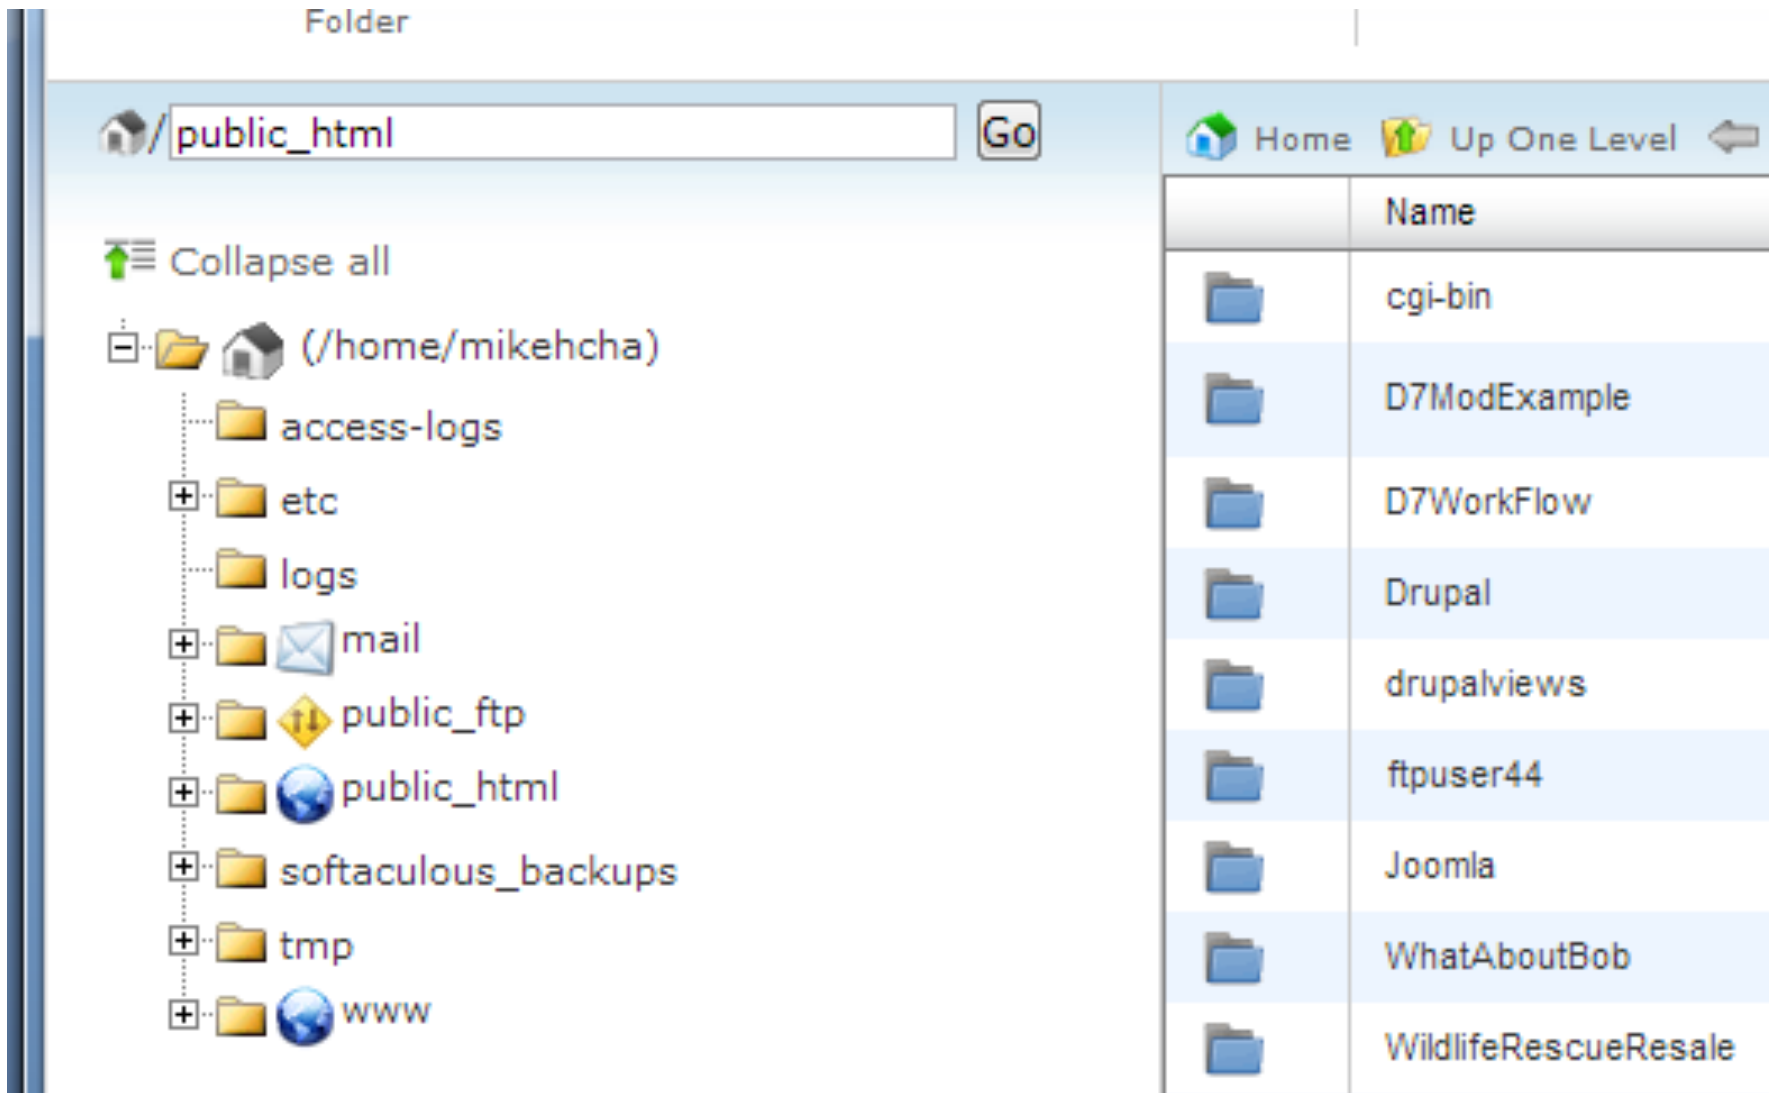 Folder
/public_html Go
Collapse all
(/home/mikehcha)
access-logs
etc
logs
mail
public_ftp
public_html
softaculous_backups
tmp
www
Home Up One Level
Name
cgi-bin
D7ModExample
D7WorkFlow
Drupal
drupalviews
ftpuser44
Joomla
WhatAboutBob
WildlifeRescueResale